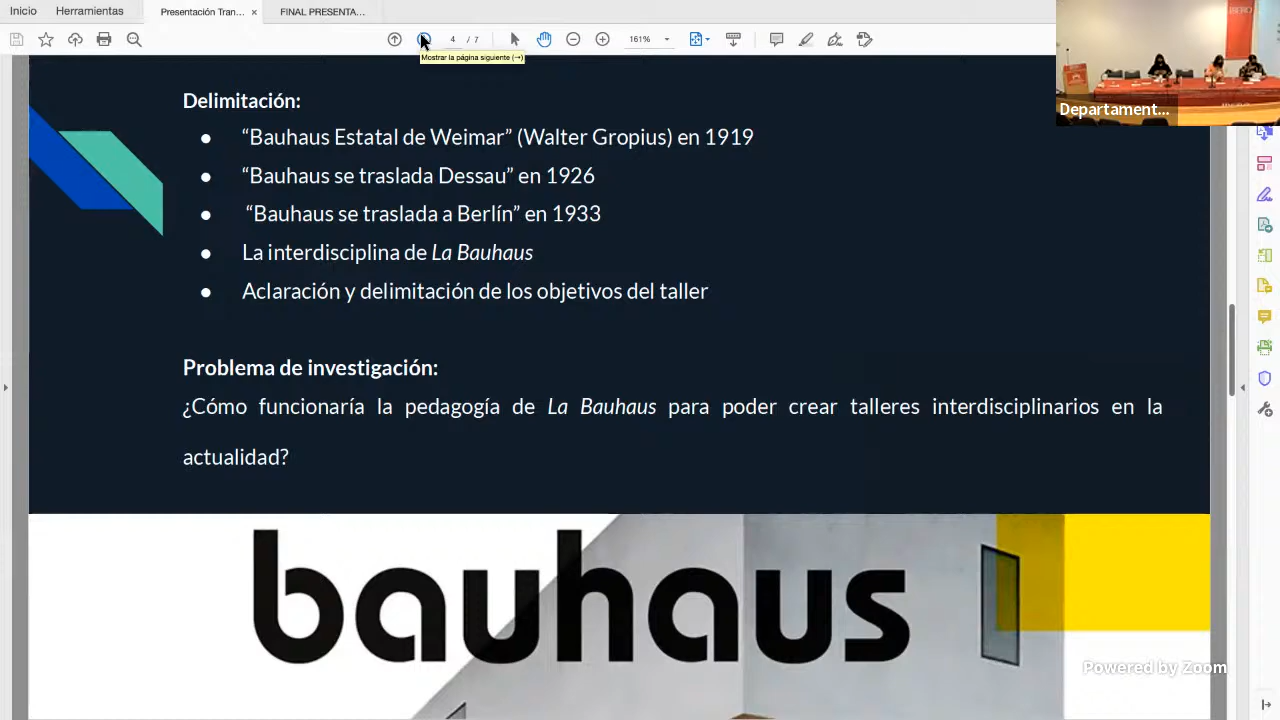 Inicio Herramientas Presentación Tran... × FINAL PRESENTA...
4 / 7 161%
Mostrar la página siguiente (→)
IBERO
Departament...
Delimitación:
● “Bauhaus Estatal de Weimar” (Walter Gropius) en 1919
● “Bauhaus se traslada Dessau” en 1926
● “Bauhaus se traslada a Berlín” en 1933
● La interdisciplina de La Bauhaus
● Aclaración y delimitación de los objetivos del taller
Problema de investigación:
¿Cómo funcionaría la pedagogía de La Bauhaus para poder crear talleres interdisciplinarios en la
actualidad?
bauhaus
Powered by Zoom